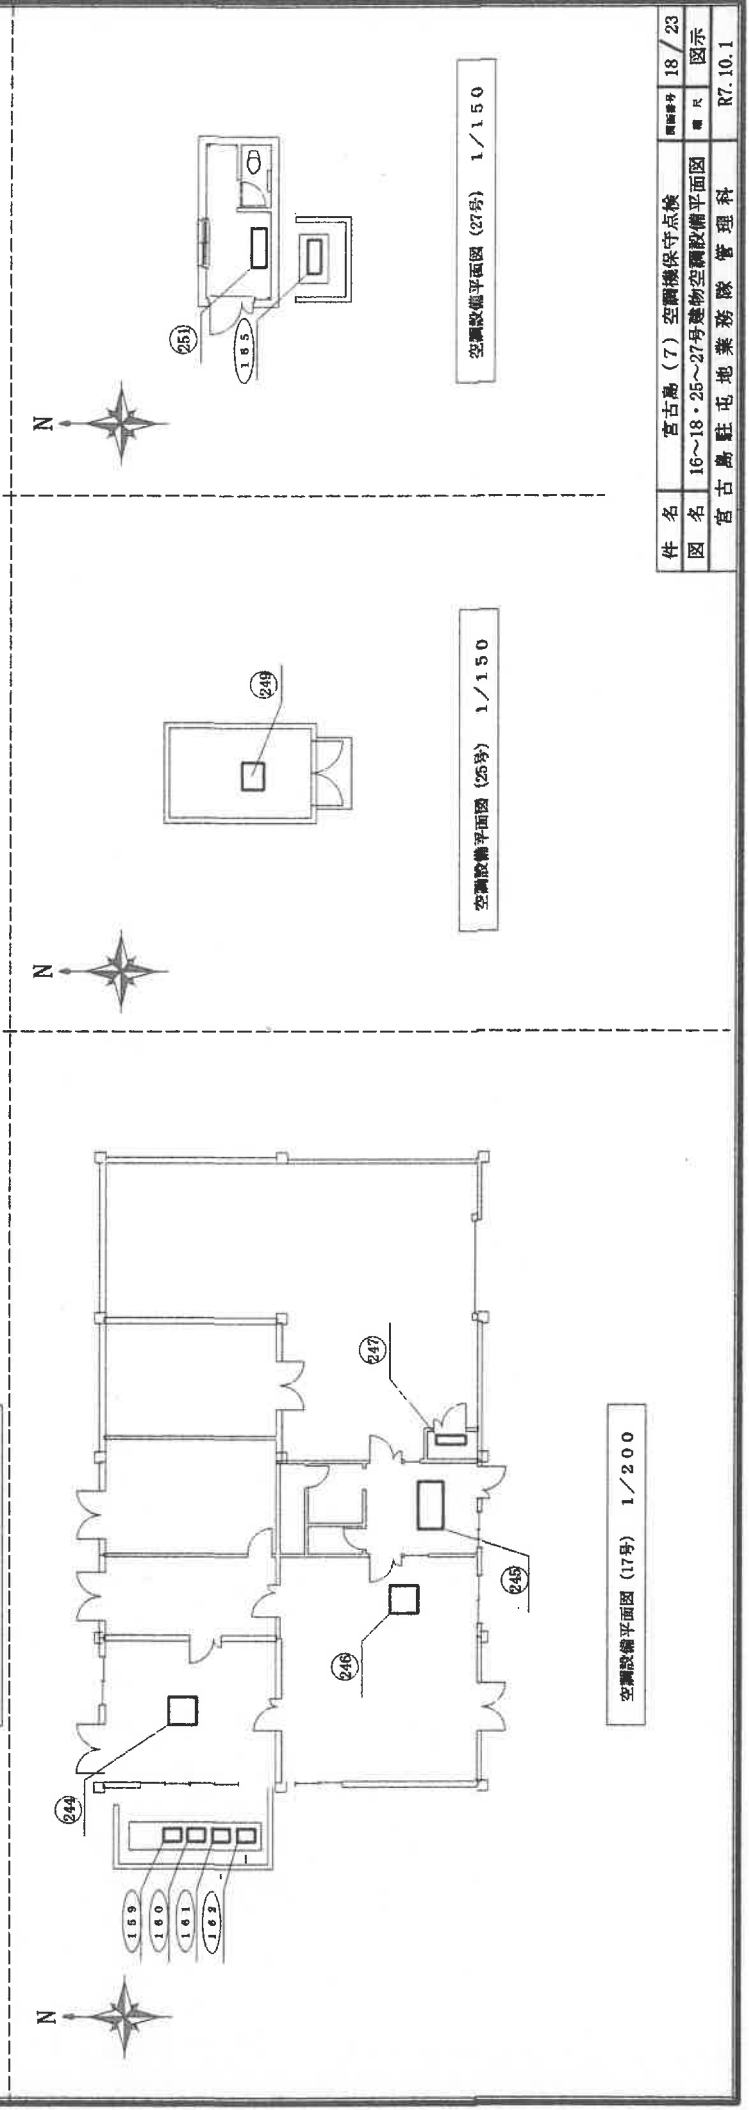 N
159
160
161
162
244
246
245
247
空調設備平面図 (17号) 1/200
N
249
空調設備平面図 (25号) 1/150
N
251
165
空調設備平面図 (27号) 1/150
件 名 宮古島(7)空調機保守点検 図面番号 18/23
図 名 16~18・25~27号建物空調設備平面図 縮 尺 図示
宮古島駐屯地業務隊 管理科 R7.10.1